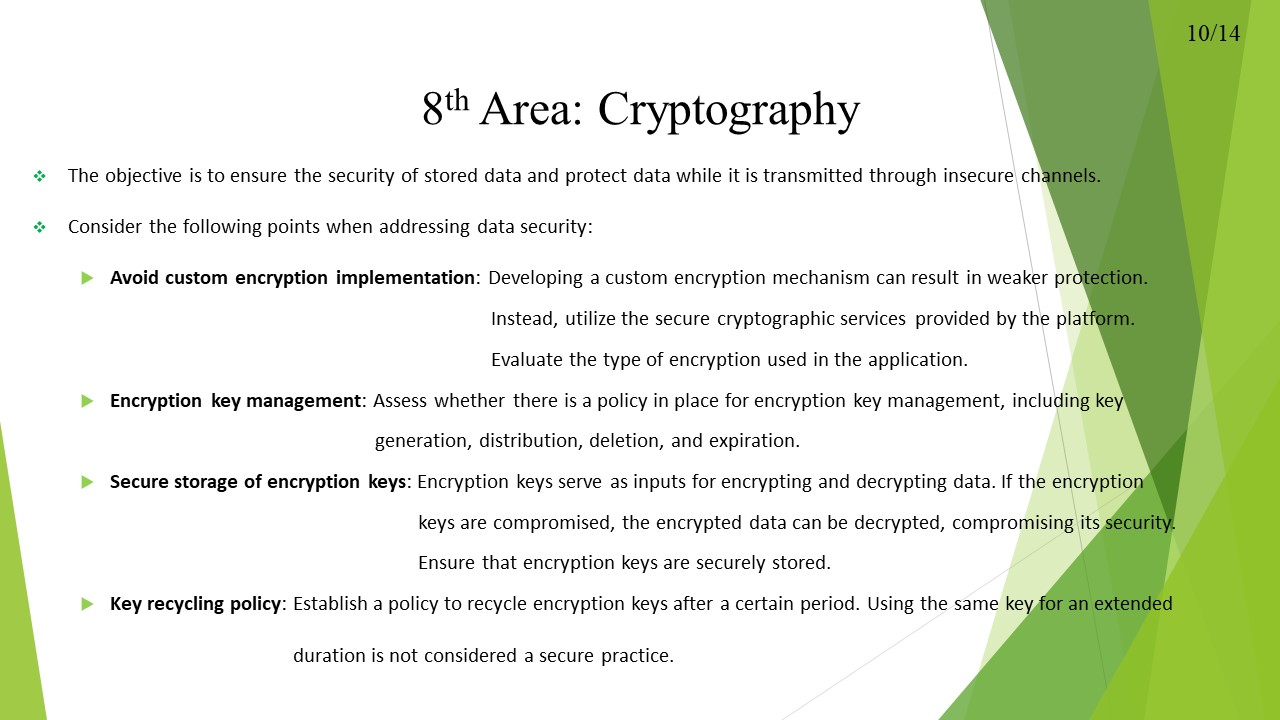 10/14
8th Area: Cryptography
The objective is to ensure the security of stored data and protect data while it is transmitted through insecure channels.
Consider the following points when addressing data security:
Avoid custom encryption implementation: Developing a custom encryption mechanism can result in weaker protection.
Instead, utilize the secure cryptographic services provided by the platform.
Evaluate the type of encryption used in the application.
Encryption key management: Assess whether there is a policy in place for encryption key management, including key
generation, distribution, deletion, and expiration.
Secure storage of encryption keys: Encryption keys serve as inputs for encrypting and decrypting data. If the encryption
keys are compromised, the encrypted data can be decrypted, compromising its security.
Ensure that encryption keys are securely stored.
Key recycling policy: Establish a policy to recycle encryption keys after a certain period. Using the same key for an extended
duration is not considered a secure practice.